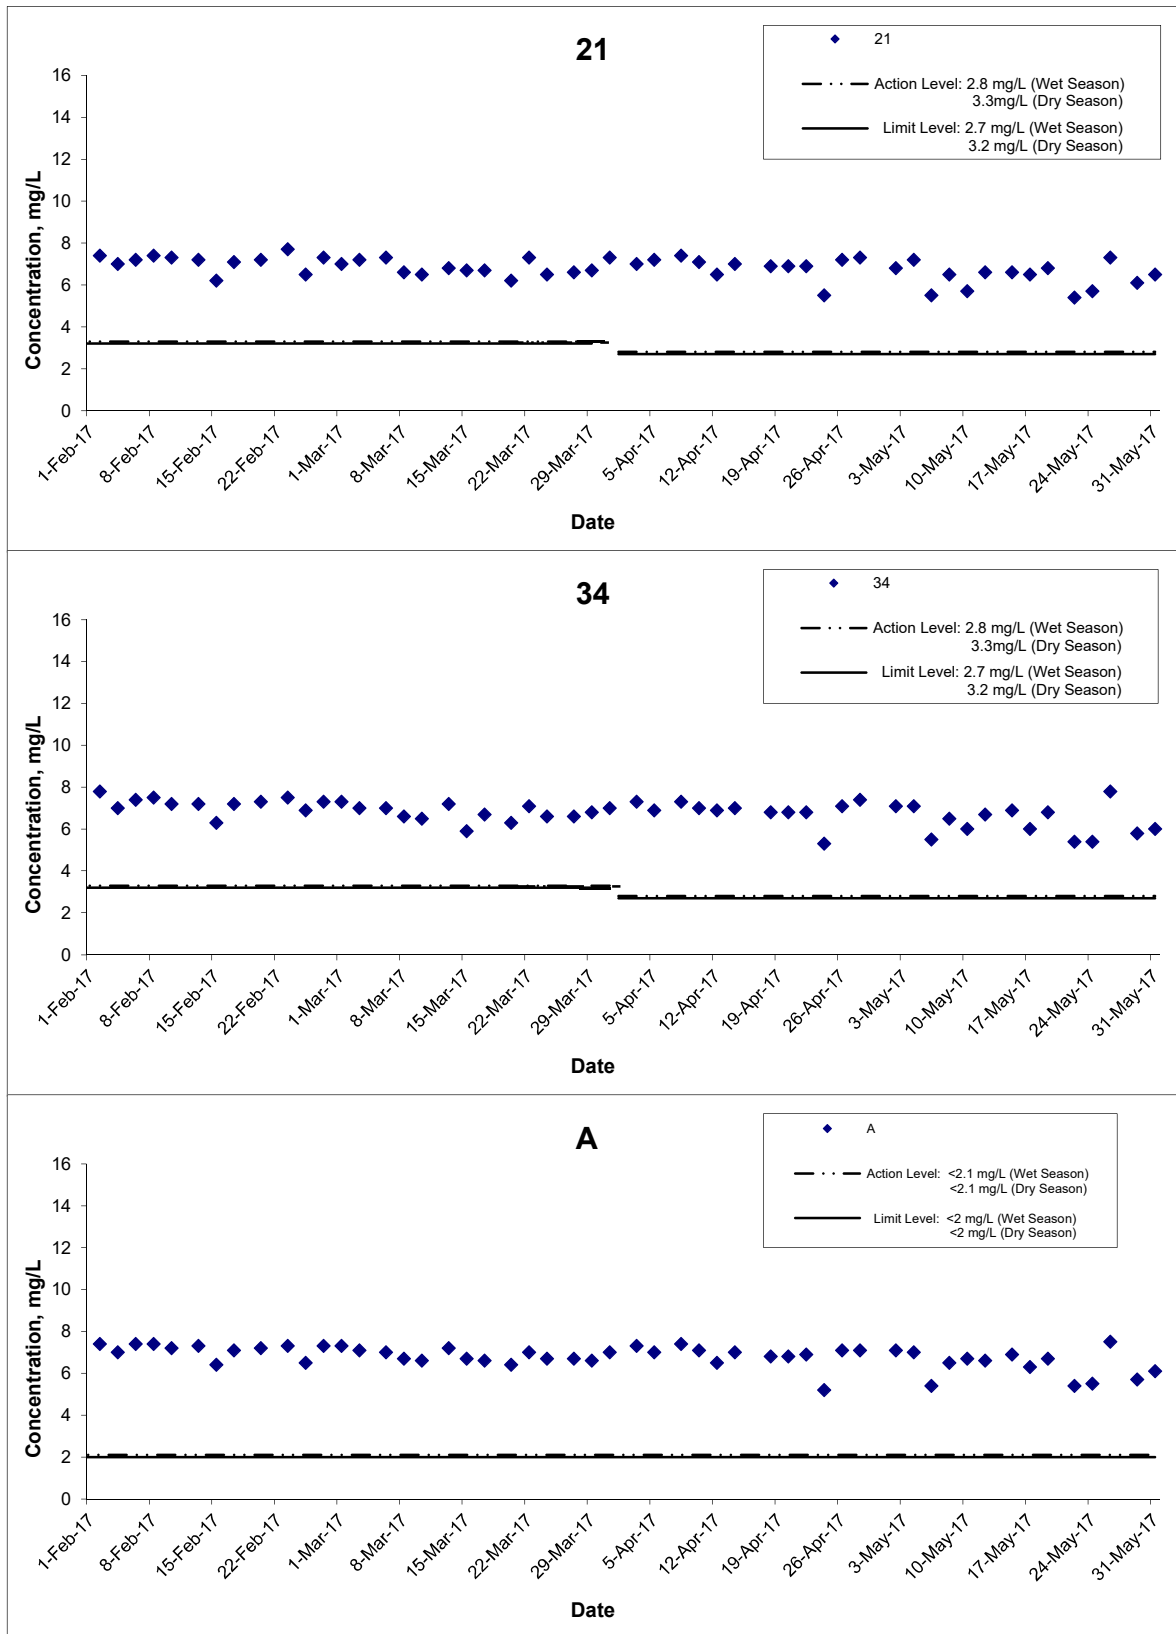 21
21
Action Level: 2.8 mg/L (Wet Season)
3.3mg/L (Dry Season)
Limit Level: 2.7 mg/L (Wet Season)
3.2 mg/L (Dry Season)
Concentration, mg/L
16
14
12
10
8
6
4
2
0
1-Feb-17
8-Feb-17
15-Feb-17
22-Feb-17
1-Mar-17
8-Mar-17
15-Mar-17
22-Mar-17
29-Mar-17
5-Apr-17
12-Apr-17
19-Apr-17
26-Apr-17
3-May-17
10-May-17
17-May-17
24-May-17
31-May-17
Date
34
34
Action Level: 2.8 mg/L (Wet Season)
3.3mg/L (Dry Season)
Limit Level: 2.7 mg/L (Wet Season)
3.2 mg/L (Dry Season)
Concentration, mg/L
16
14
12
10
8
6
4
2
0
1-Feb-17
8-Feb-17
15-Feb-17
22-Feb-17
1-Mar-17
8-Mar-17
15-Mar-17
22-Mar-17
29-Mar-17
5-Apr-17
12-Apr-17
19-Apr-17
26-Apr-17
3-May-17
10-May-17
17-May-17
24-May-17
31-May-17
Date
A
A
Action Level: <2.1 mg/L (Wet Season)
<2.1 mg/L (Dry Season)
Limit Level: <2 mg/L (Wet Season)
<2 mg/L (Dry Season)
Concentration, mg/L
16
14
12
10
8
6
4
2
0
1-Feb-17
8-Feb-17
15-Feb-17
22-Feb-17
1-Mar-17
8-Mar-17
15-Mar-17
22-Mar-17
29-Mar-17
5-Apr-17
12-Apr-17
19-Apr-17
26-Apr-17
3-May-17
10-May-17
17-May-17
24-May-17
31-May-17
Date